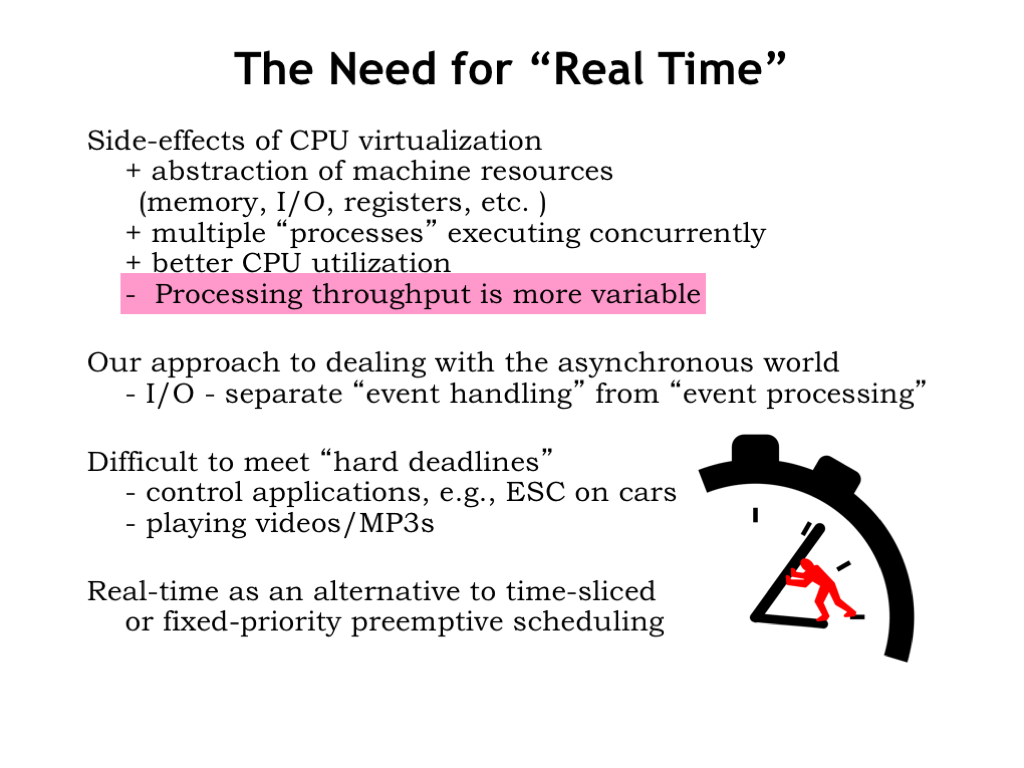 The Need for “Real Time”
Side-effects of CPU virtualization
+ abstraction of machine resources
(memory, I/O, registers, etc. )
+ multiple “processes” executing concurrently
+ better CPU utilization
- Processing throughput is more variable
Our approach to dealing with the asynchronous world
- I/O - separate “event handling” from “event processing”
Difficult to meet “hard deadlines”
- control applications, e.g., ESC on cars
- playing videos/MP3s
Real-time as an alternative to time-sliced
or fixed-priority preemptive scheduling